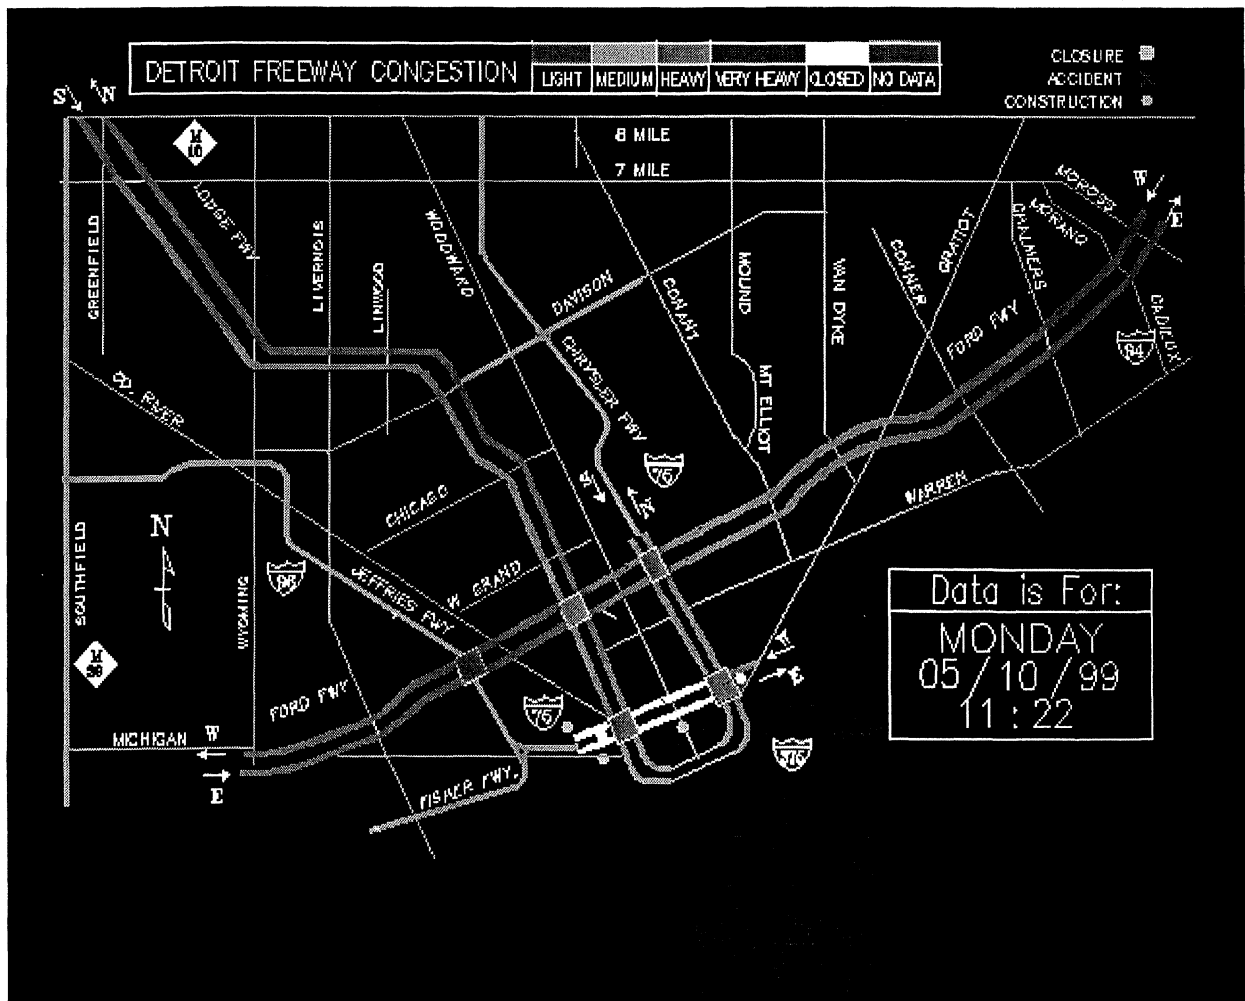 DETROIT FREEWAY CONGESTION
LIGHT
MEDIUM
HEAVY
VERY HEAVY
CLOSED
NO DATA
CLOSURE
ACCIDENT
CONSTRUCTION
S
N
M
10
8 MILE
7 MILE
W
E
MOROSS
MORANG
LODGE FWY
GREENFIELD
LIVERNOIS
LINWOOD
WOODWARD
DAVISON
CONANT
MOUND
VAN DYKE
CONNER
GRATIOT
CHALMERS
CADIEUX
FORD FWY
94
GD. RIVER
CHRYSLER FWY
MT ELLIOT
75
S
N
CHICAGO
WARREN
N
SOUTHFIELD
WYOMING
96
JEFFRIES FWY
W GRAND
M
39
FORD FWY
75
W
E
375
MICHIGAN
W
E
FISHER FWY.
Data is For:
MONDAY
05/10/99
11:22